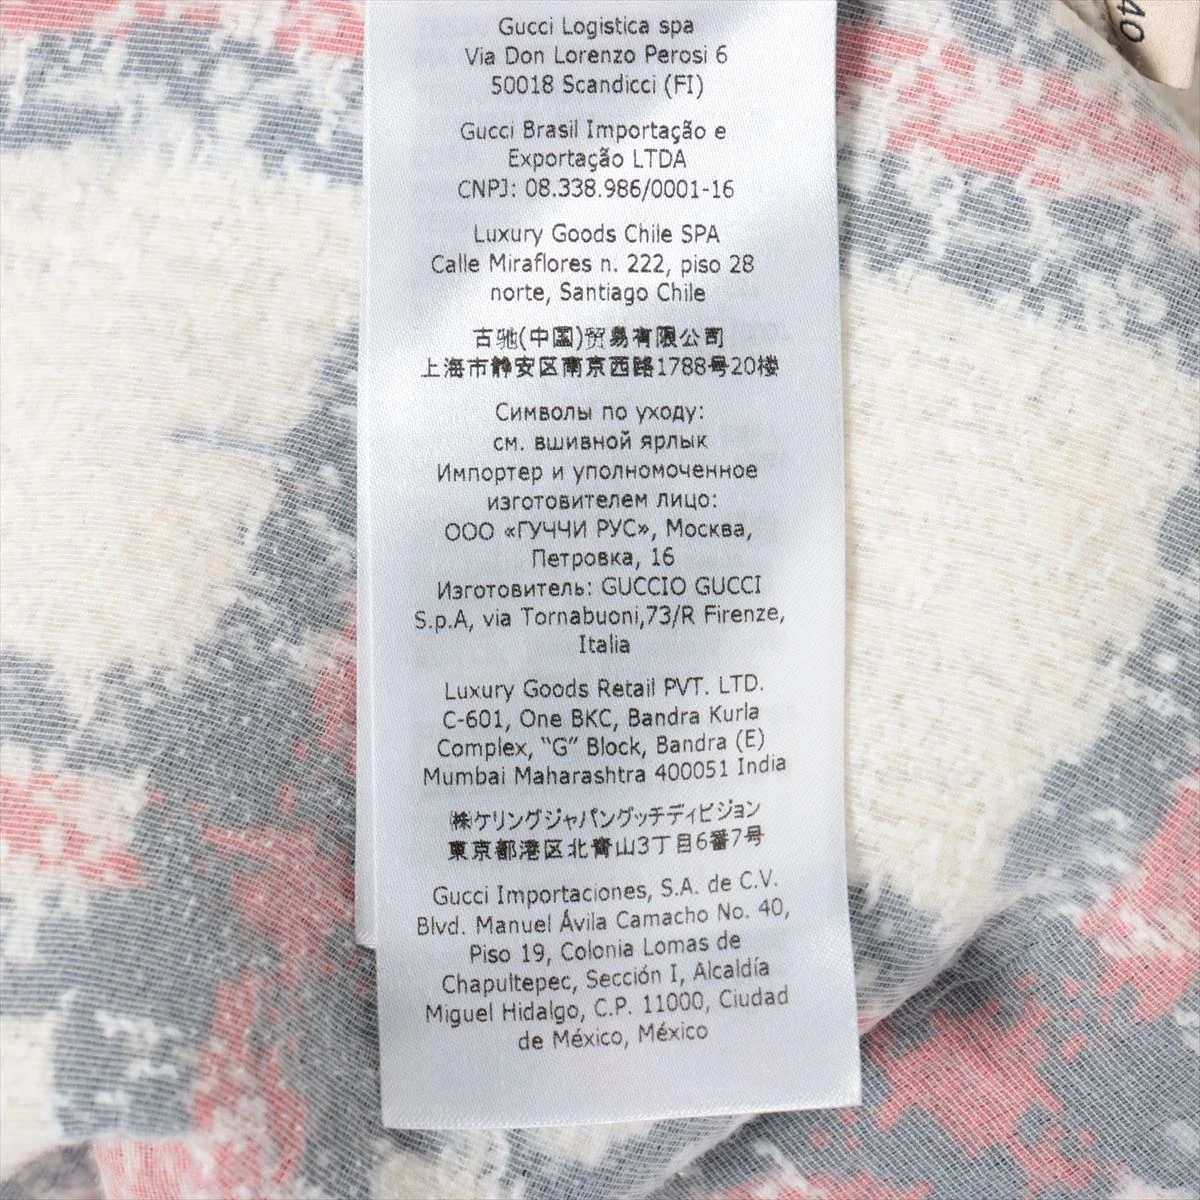 40
Gucci Logistica spa
Via Don Lorenzo Perosi 6
50018 Scandicci (FI)
Gucci Brasil Importação e
Exportação LTDA
CNPJ: 08.338.986/0001-16
Luxury Goods Chile SPA
Calle Miraflores n. 222, piso 28
norte, Santiago Chile
古驰(中国)贸易有限公司
上海市静安区南京西路1788号20楼
Символы по уходу:
см. вшивной ярлык
Импортер и уполномоченное
изготовителем лицо:
ООО «ГУЧЧИ РУС», Москва,
Петровка, 16
Изготовитель: GUCCIO GUCCI
S.p.A, via Tornabuoni,73/R Firenze,
Italia
Luxury Goods Retail PVT. LTD.
C-601, One BKC, Bandra Kurla
Complex, “G” Block, Bandra (E)
Mumbai Maharashtra 400051 India
㈱ケリングジャパングッチディビジョン
東京都港区北青山3丁目6番7号
Gucci Importaciones, S.A. de C.V.
Blvd. Manuel Ávila Camacho No. 40,
Piso 19, Colonia Lomas de
Chapultepec, Sección I, Alcaldía
Miguel Hidalgo, C.P. 11000, Ciudad
de México, México